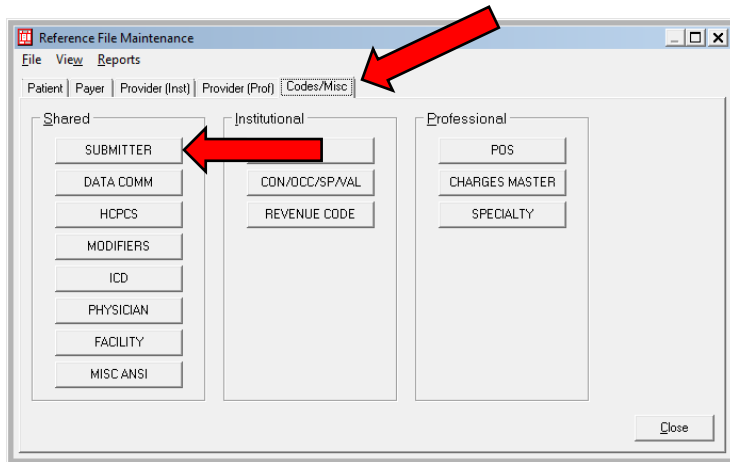 Reference File Maintenance
File View Reports
Patient Payer Provider (Inst) Provider (Prof) Codes/Misc
Shared
SUBMITTER
DATA COMM
HCPCS
MODIFIERS
ICD
PHYSICIAN
FACILITY
MISC ANSI
Institutional
CON/OCC/SP/VAL
REVENUE CODE
Professional
POS
CHARGES MASTER
SPECIALTY
Close